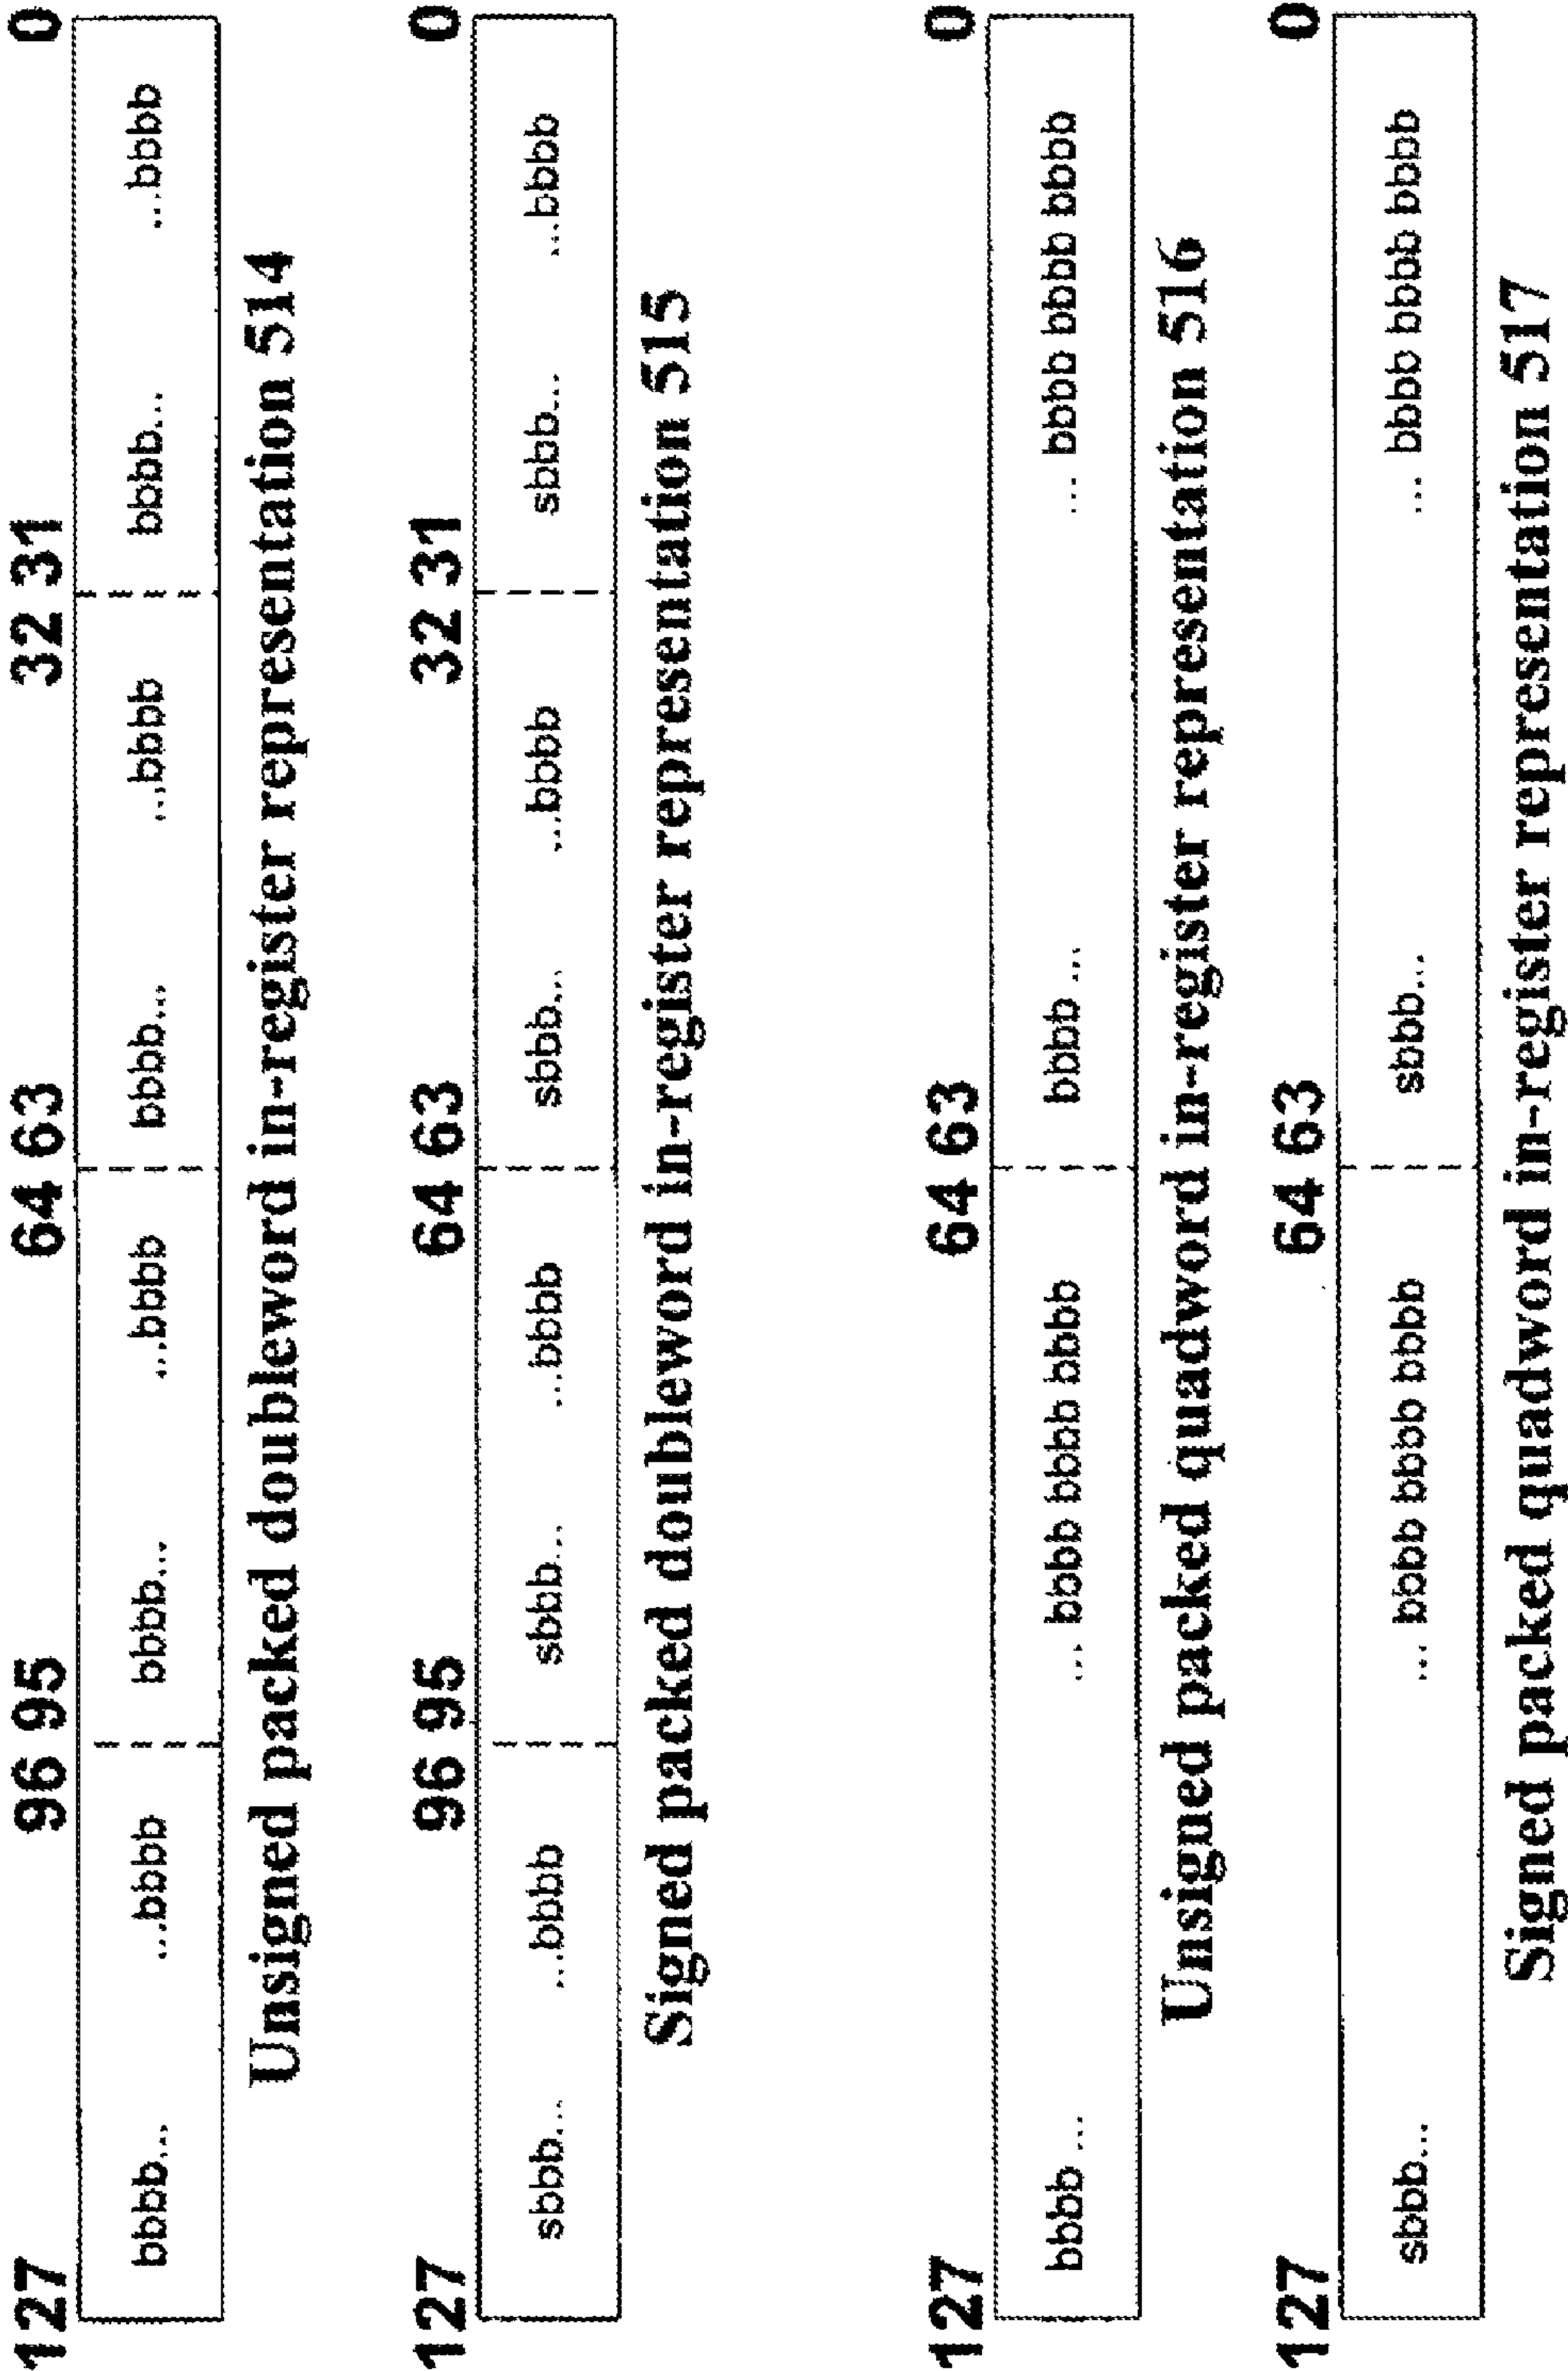 127 96 95 64 63 32 31 0
bbbb... ...bbbb bbbb... ...bbbb bbbb... ...bbbb bbbb... ...bbbb
Unsigned packed doubleword in-register representation 514
127 96 95 64 63 32 31 0
sbbb... ...bbbb sbbb... ...bbbb sbbb... ...bbbb sbbb... ...bbbb
Signed packed doubleword in-register representation 515
127 64 63 0
bbbb ... ... bbbb bbbb bbbb bbbb ... ... bbbb bbbb bbbb
Unsigned packed quadword in-register representation 516
127 64 63 0
sbbb... ... bbbb bbbb bbbb sbbb... ... bbbb bbbb bbbb
Signed packed quadword in-register representation 517